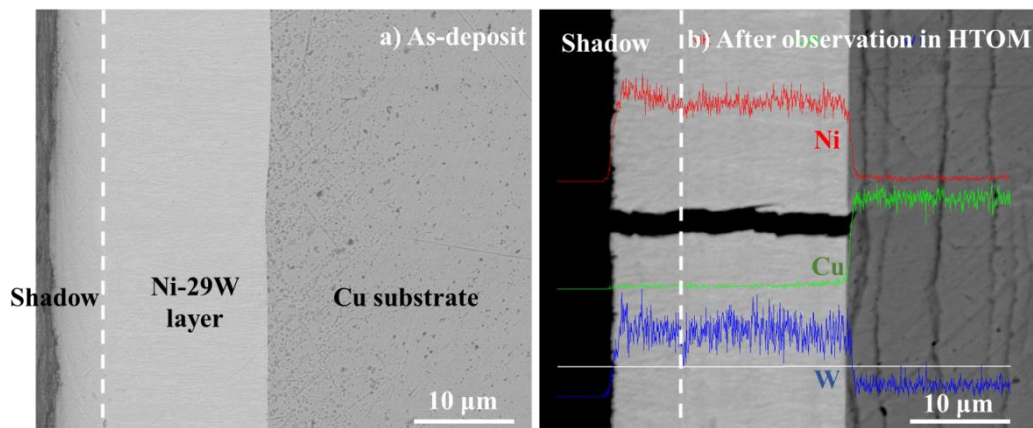 a) As-deposit
Shadow
Ni-29W
layer
Cu substrate
10 µm
Shadow
b) After observation in HTOM
Ni
Cu
W
10 µm